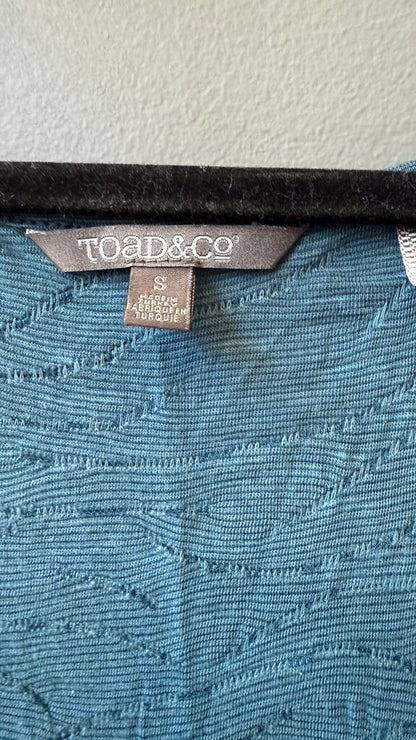 TOaD&CO®
S
MADE IN
TURKEY
FABRIQUE EN
TURQUIE